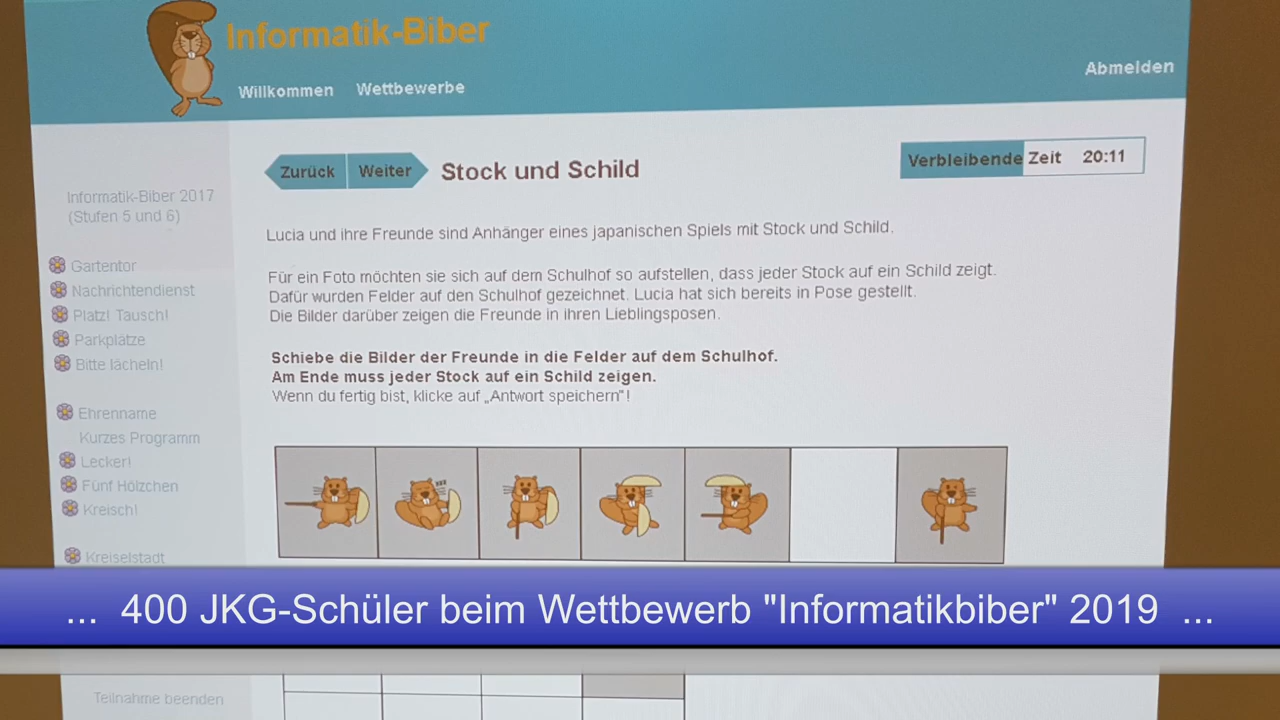 Informatik-Biber
Willkommen Wettbewerbe
Abmelden
Zurück Weiter Stock und Schild
Verbleibende Zeit 20:11
Informatik-Biber 2017
(Stufen 5 und 6)
Gartentor
Nachrichtendienst
Platz! Tausch!
Parkplätze
Bitte lächeln!
Ehrenname
Kurzes Programm
Lecker!
Fünf Hölzchen
Kreisch!
Kreiselstadt
Lucia und ihre Freunde sind Anhänger eines japanischen Spiels mit Stock und Schild.
Für ein Foto möchten sie sich auf dem Schulhof so aufstellen, dass jeder Stock auf ein Schild zeigt.
Dafür wurden Felder auf den Schulhof gezeichnet. Lucia hat sich bereits in Pose gestellt.
Die Bilder darüber zeigen die Freunde in ihren Lieblingsposen.
Schiebe die Bilder der Freunde in die Felder auf dem Schulhof.
Am Ende muss jeder Stock auf ein Schild zeigen.
Wenn du fertig bist, klicke auf „Antwort speichern"!
zzz
... 400 JKG-Schüler beim Wettbewerb "Informatikbiber" 2019 ...
Teilnahme beenden